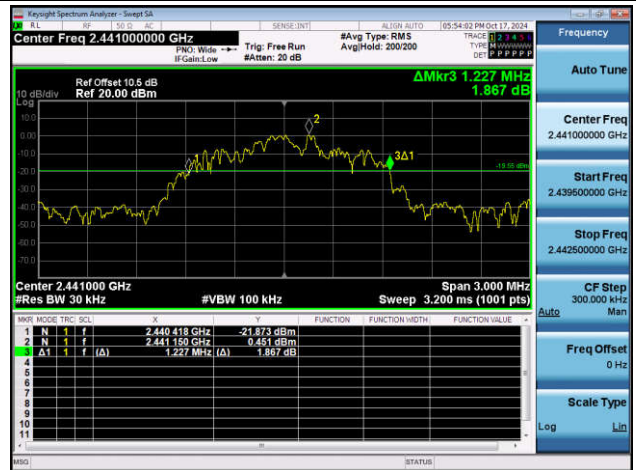 Keysight Spectrum Analyzer - Swept SA
RL RF 50 Ω AC SENSE:INT ALIGN AUTO 05:54:02 PM Oct 17, 2024
Center Freq 2.441000000 GHz
PNO: Wide
IFGain:Low
Trig: Free Run
#Atten: 20 dB
#Avg Type: RMS
Avg|Hold: 200/200
TRACE 1 2 3 4 5 6
TYPE M W W W W W
DET P P P P P P
Ref Offset 10.5 dB
Ref 20.00 dBm
10 dB/div
Log
ΔMkr3 1.227 MHz
1.867 dB
10.0
0.00
-10.0
-20.0
-30.0
-40.0
-50.0
-60.0
-70.0
1
2
3Δ1
-19.55 dBm
Center 2.441000 GHz Span 3.000 MHz
#Res BW 30 kHz #VBW 100 kHz Sweep 3.200 ms (1001 pts)
MKR MODE TRC SCL X Y FUNCTION FUNCTION WIDTH FUNCTION VALUE
1 N 1 f 2.440 418 GHz -21.873 dBm
2 N 1 f 2.441 150 GHz 0.451 dBm
3 Δ1 1 f (Δ) 1.227 MHz (Δ) 1.867 dB
4
5
6
7
8
9
10
11
MSG STATUS
Frequency
Auto Tune
Center Freq
2.441000000 GHz
Start Freq
2.439500000 GHz
Stop Freq
2.442500000 GHz
CF Step
300.000 kHz
Auto Man
Freq Offset
0 Hz
Scale Type
Log Lin